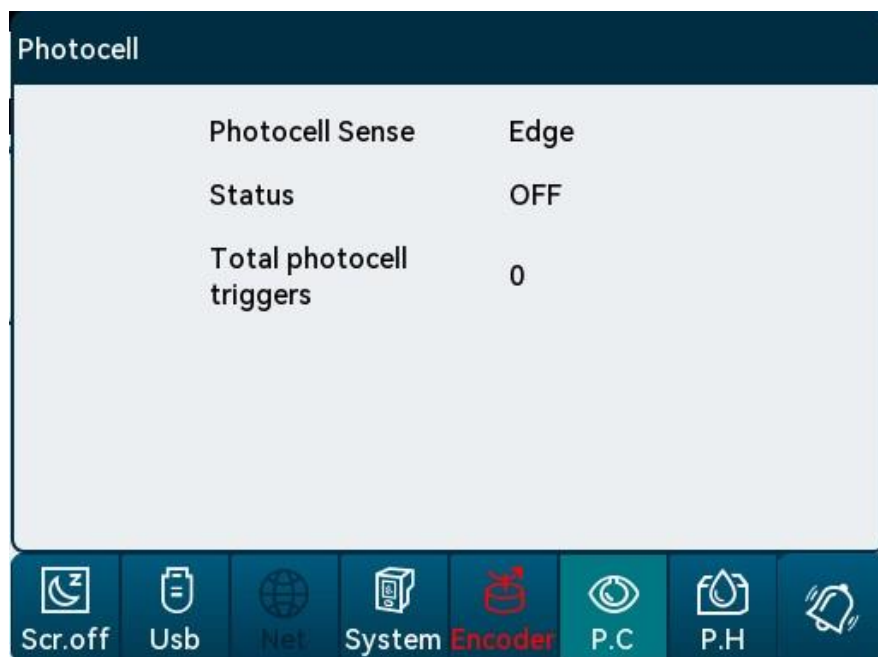 Photocell
Photocell Sense Edge
Status OFF
Total photocell
triggers 0
Scr.off Usb Net System Encoder P.C P.H